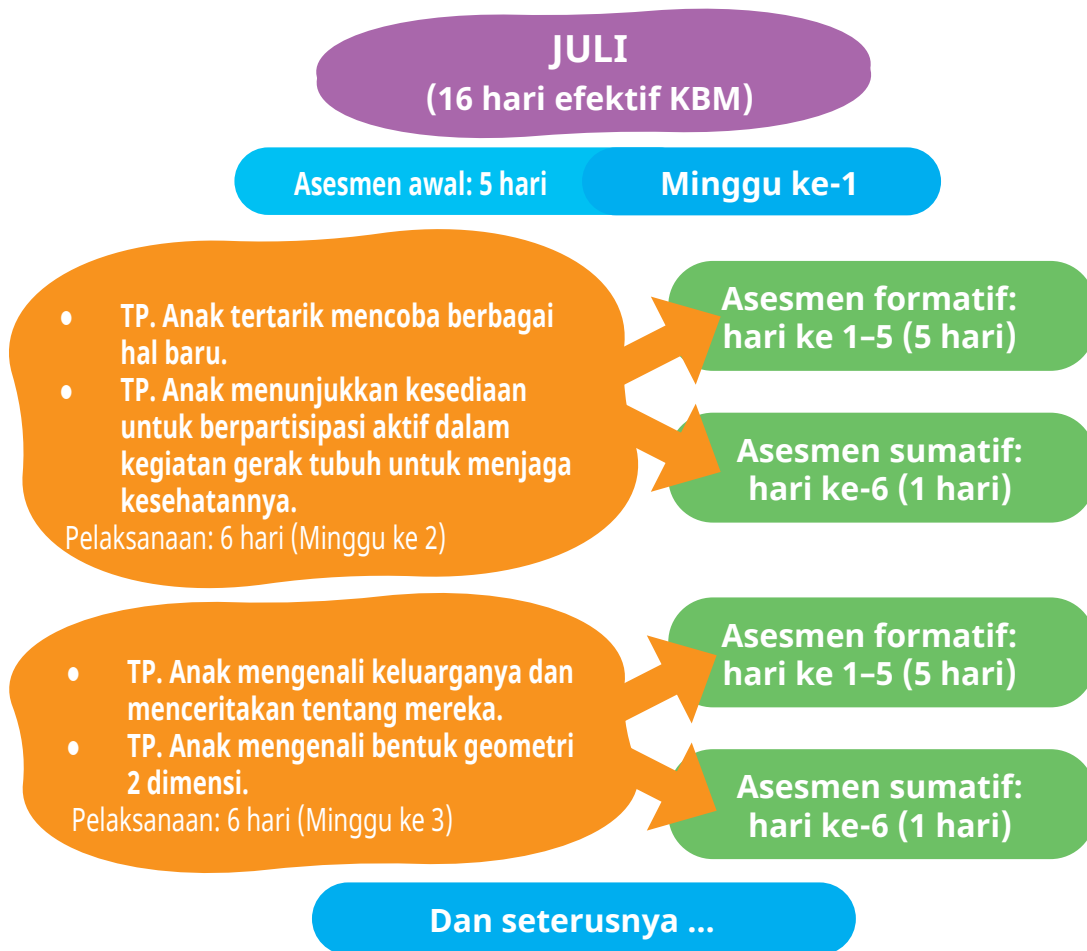 JULI
(16 hari efektif KBM)
Asesmen awal: 5 hari
Minggu ke-1
● TP. Anak tertarik mencoba berbagai
hal baru.
● TP. Anak menunjukkan kesediaan
untuk berpartisipasi aktif dalam
kegiatan gerak tubuh untuk menjaga
kesehatannya.
Pelaksanaan: 6 hari (Minggu ke 2)
Asesmen formatif:
hari ke 1–5 (5 hari)
Asesmen sumatif:
hari ke-6 (1 hari)
● TP. Anak mengenali keluarganya dan
menceritakan tentang mereka.
● TP. Anak mengenali bentuk geometri
2 dimensi.
Pelaksanaan: 6 hari (Minggu ke 3)
Asesmen formatif:
hari ke 1–5 (5 hari)
Asesmen sumatif:
hari ke-6 (1 hari)
Dan seterusnya ...